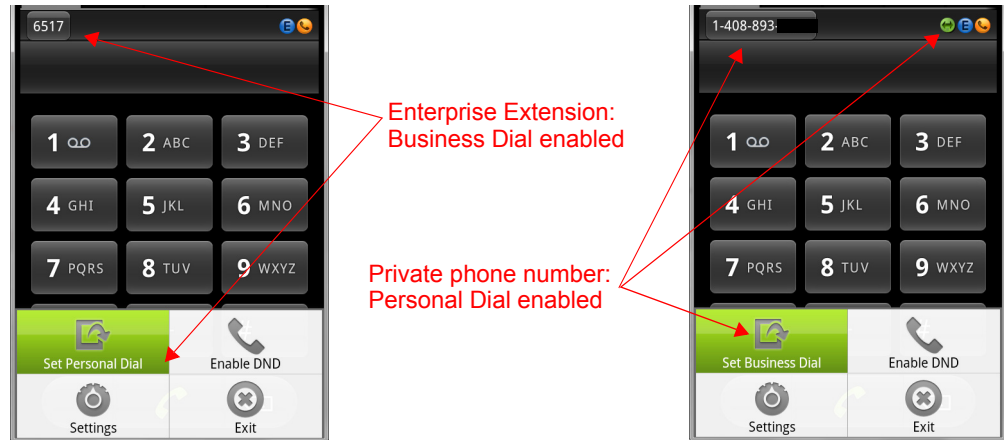 6517
E
1
2 ABC
3 DEF
4 GHI
5 JKL
6 MNO
7 PQRS
8 TUV
9 WXYZ
Set Personal Dial
Enable DND
Settings
Exit
Enterprise Extension:
Business Dial enabled
Private phone number:
Personal Dial enabled
1-408-893-
E
1
2 ABC
3 DEF
4 GHI
5 JKL
6 MNO
7 PQRS
8 TUV
9 WXYZ
Set Business Dial
Enable DND
Settings
Exit